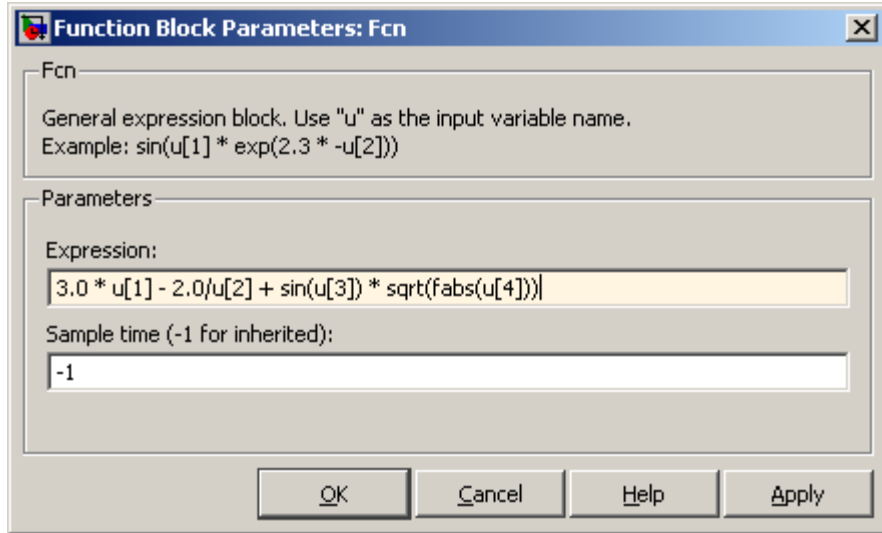 Function Block Parameters: Fcn
Fcn
General expression block. Use "u" as the input variable name.
Example: sin(u[1] * exp(2.3 * -u[2]))
Parameters
Expression:
3.0 * u[1] - 2.0/u[2] + sin(u[3]) * sqrt(fabs(u[4]))
Sample time (-1 for inherited):
-1
OK Cancel Help Apply